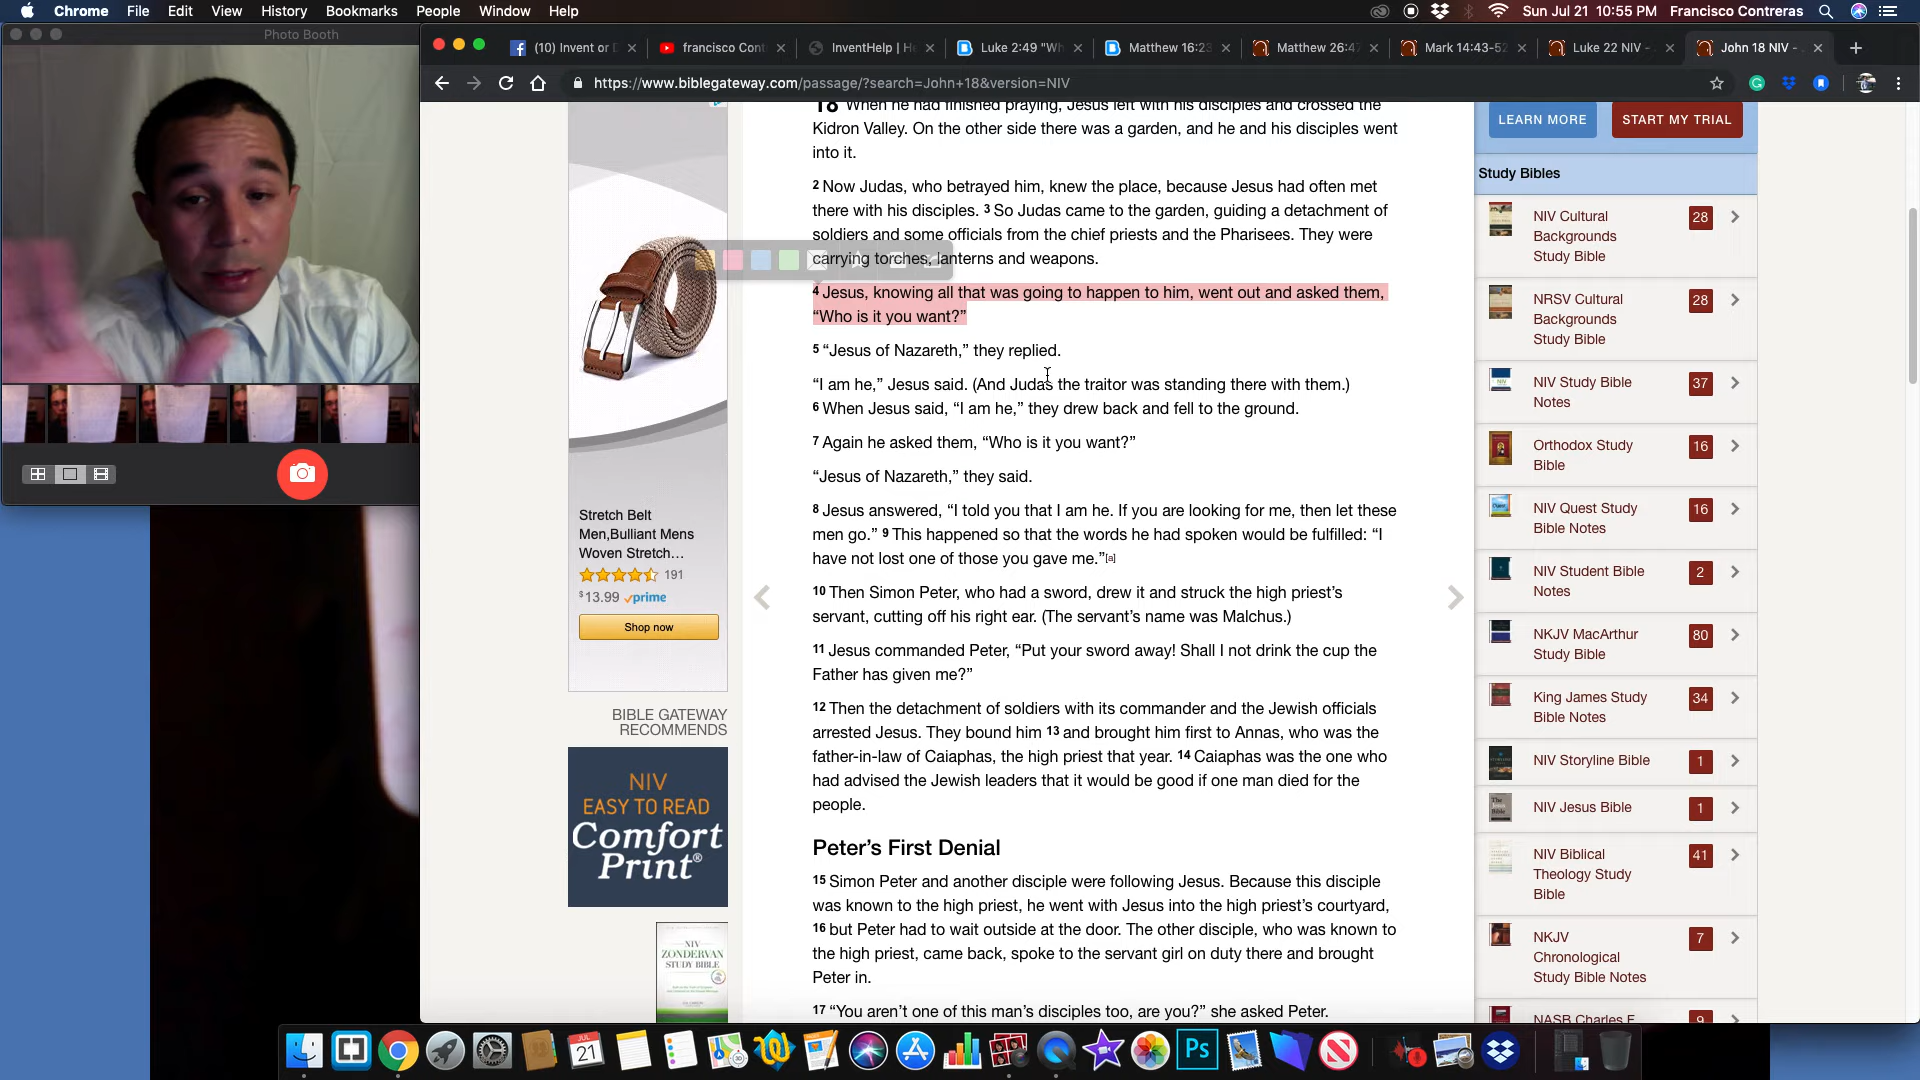 Chrome File Edit View History Bookmarks People Window Help
Sun Jul 21 10:55 PM Francisco Contreras
Photo Booth
(10) Invent or D
francisco Cont
InventHelp | He
Luke 2:49 "Wh
Matthew 16:23
Matthew 26:47
Mark 14:43-52
Luke 22 NIV -
John 18 NIV -
https://www.biblegateway.com/passage/?search=John+18&version=NIV
18 When he had finished praying, Jesus left with his disciples and crossed the
Kidron Valley. On the other side there was a garden, and he and his disciples went
into it.
2 Now Judas, who betrayed him, knew the place, because Jesus had often met
there with his disciples. 3 So Judas came to the garden, guiding a detachment of
soldiers and some officials from the chief priests and the Pharisees. They were
carrying torches, lanterns and weapons.
4 Jesus, knowing all that was going to happen to him, went out and asked them,
“Who is it you want?”
5 “Jesus of Nazareth,” they replied.
“I am he,” Jesus said. (And Judas the traitor was standing there with them.)
6 When Jesus said, “I am he,” they drew back and fell to the ground.
7 Again he asked them, “Who is it you want?”
“Jesus of Nazareth,” they said.
8 Jesus answered, “I told you that I am he. If you are looking for me, then let these
men go.” 9 This happened so that the words he had spoken would be fulfilled: “I
have not lost one of those you gave me.”[a]
10 Then Simon Peter, who had a sword, drew it and struck the high priest’s
servant, cutting off his right ear. (The servant’s name was Malchus.)
11 Jesus commanded Peter, “Put your sword away! Shall I not drink the cup the
Father has given me?”
12 Then the detachment of soldiers with its commander and the Jewish officials
arrested Jesus. They bound him 13 and brought him first to Annas, who was the
father-in-law of Caiaphas, the high priest that year. 14 Caiaphas was the one who
had advised the Jewish leaders that it would be good if one man died for the
people.
Peter’s First Denial
15 Simon Peter and another disciple were following Jesus. Because this disciple
was known to the high priest, he went with Jesus into the high priest’s courtyard,
16 but Peter had to wait outside at the door. The other disciple, who was known to
the high priest, came back, spoke to the servant girl on duty there and brought
Peter in.
17 “You aren’t one of this man’s disciples too, are you?” she asked Peter.
Stretch Belt
Men,Bulliant Mens
Woven Stretch...
191
$13.99 prime
Shop now
BIBLE GATEWAY
RECOMMENDS
NIV
EASY TO READ
Comfort
Print®
NIV
ZONDERVAN
STUDY BIBLE
LEARN MORE
START MY TRIAL
Study Bibles
NIV Cultural
Backgrounds
Study Bible
28
NRSV Cultural
Backgrounds
Study Bible
28
NIV Study Bible
Notes
37
Orthodox Study
Bible
16
NIV Quest Study
Bible Notes
16
NIV Student Bible
Notes
2
NKJV MacArthur
Study Bible
80
King James Study
Bible Notes
34
NIV Storyline Bible
1
NIV Jesus Bible
1
NIV Biblical
Theology Study
Bible
41
NKJV
Chronological
Study Bible Notes
7
NASB Charles F.
9
JUL
21
Ps